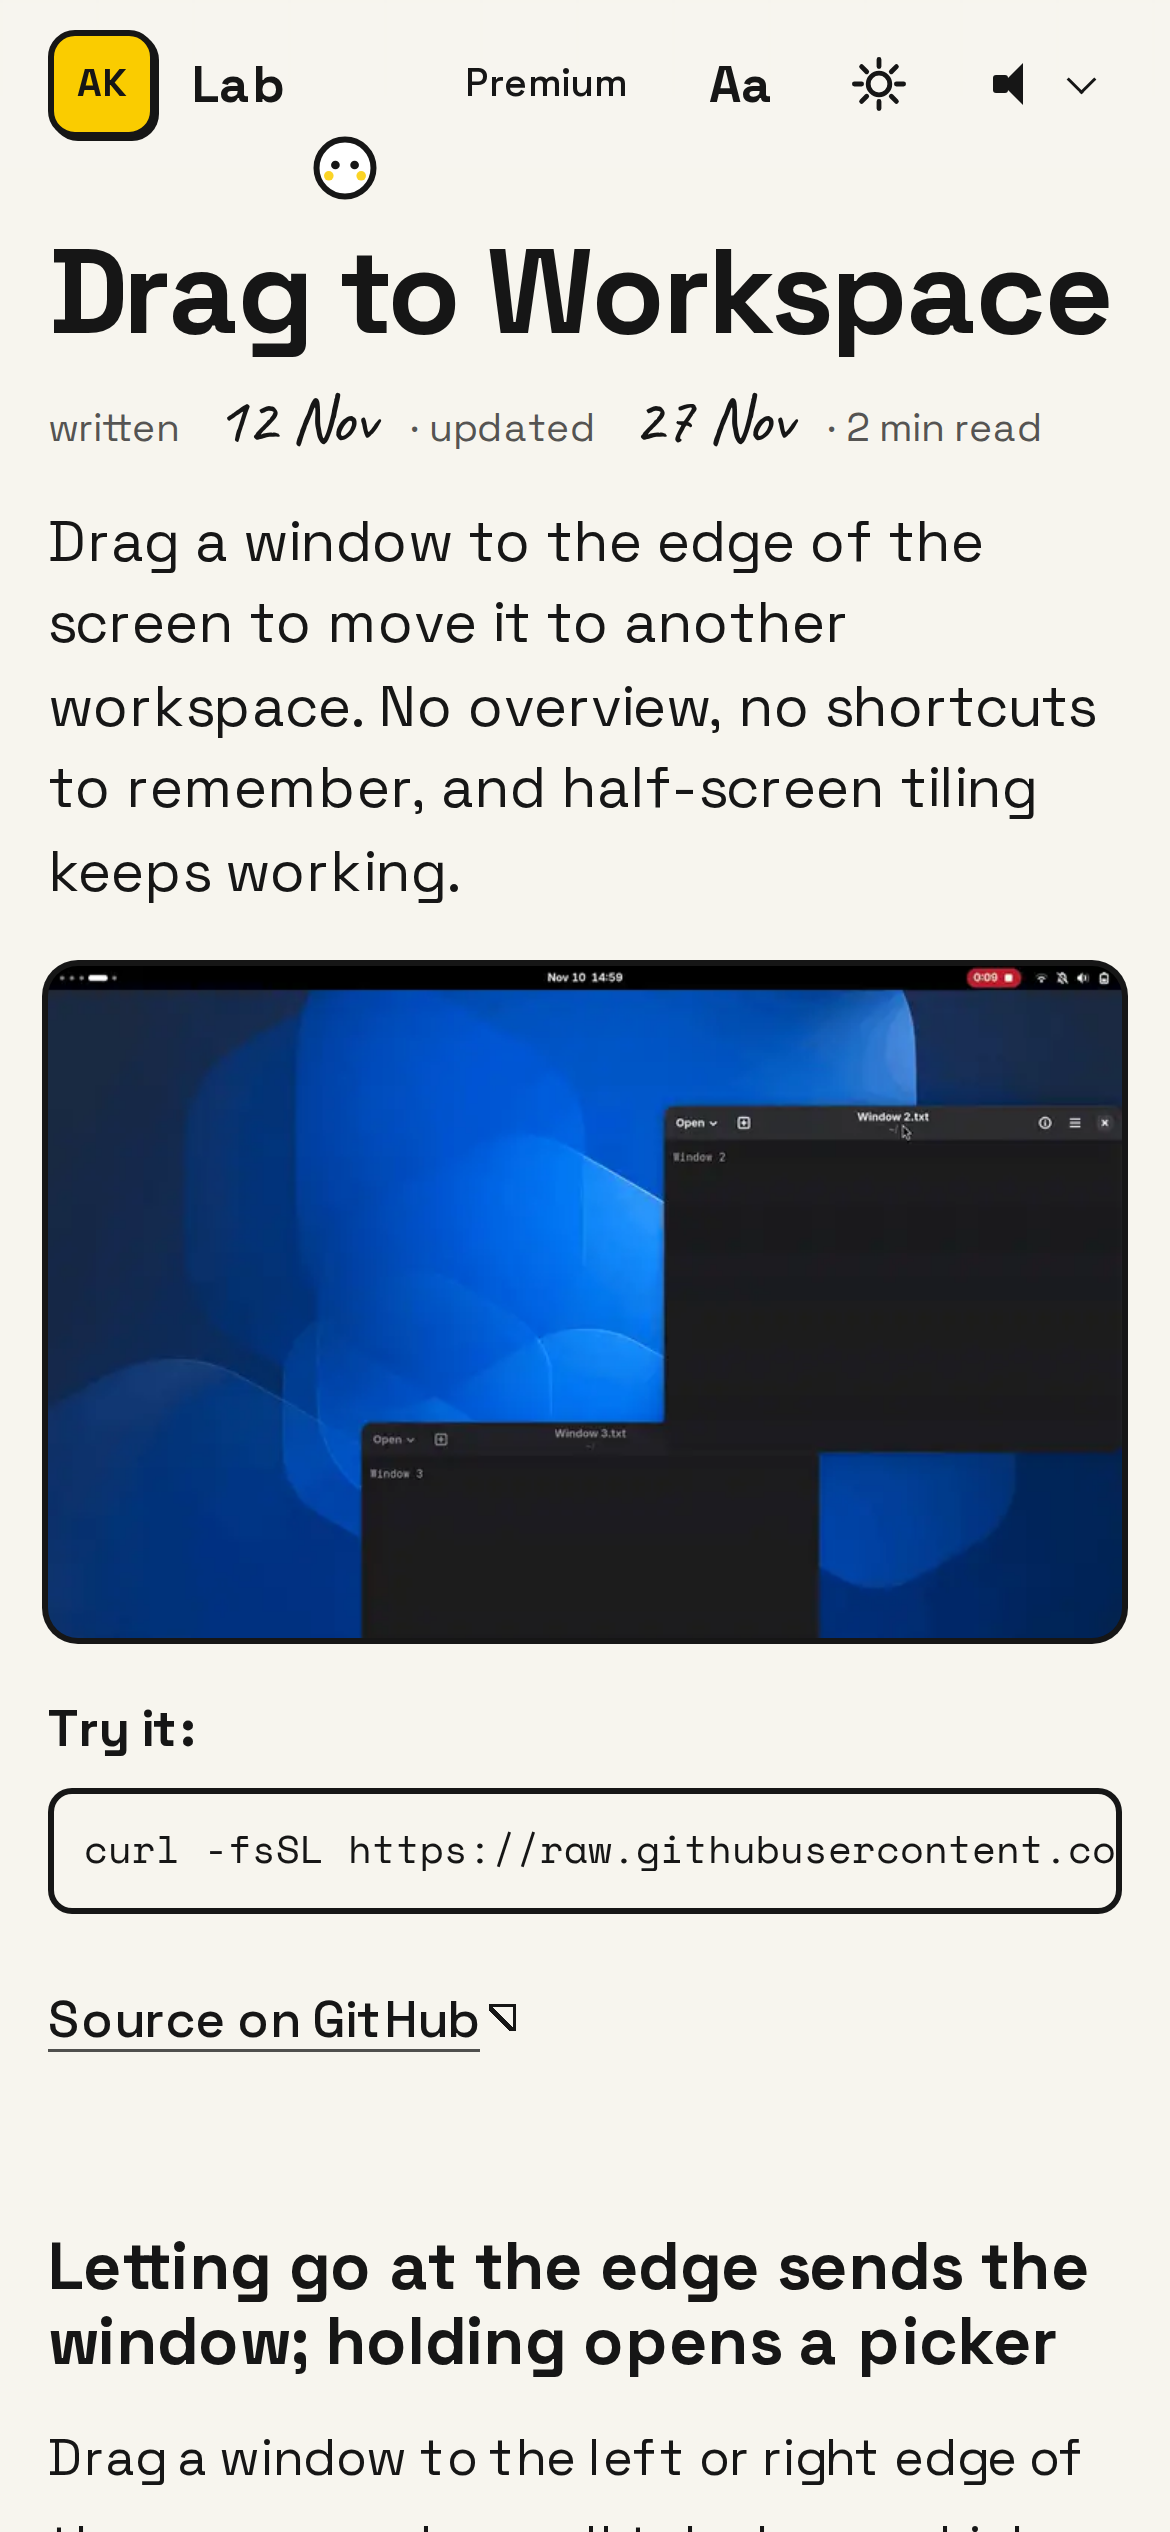 AK
Lab
Premium
Aa
Drag to Workspace
written 12 Nov · updated 27 Nov · 2 min read
Drag a window to the edge of the
screen to move it to another
workspace. No overview, no shortcuts
to remember, and half-screen tiling
keeps working.
Nov 10 14:59
0:09
Open
Window 2.txt
Window 2
Open
Window 3.txt
Window 3
Try it:
curl -fsSL https://raw.githubusercontent.co
Source on GitHub
Letting go at the edge sends the
window; holding opens a picker
Drag a window to the left or right edge of